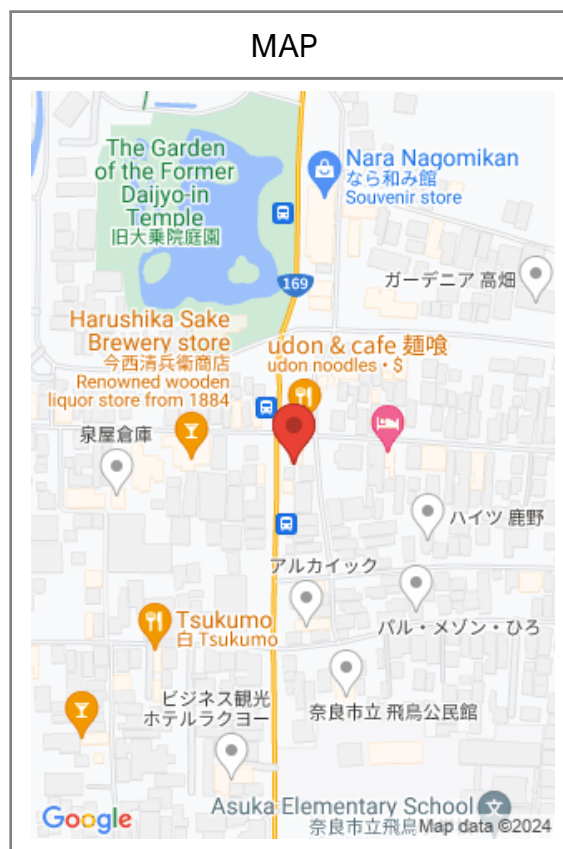 MAP
The Garden
of the Former
Daijyo-in
Temple
旧大乗院庭園
Nara Nagomikan
なら和み館
Souvenir store
169
ガーデニア 高畑
Harushika Sake
Brewery store
今西清兵衛商店
Renowned wooden
liquor store from 1884
udon & cafe 麺喰
udon noodles • $
泉屋倉庫
ハイツ 鹿野
アルカイック
パル・メゾン・ひろ
Tsukumo
白 Tsukumo
ビジネス観光
ホテルラクヨー
奈良市立 飛鳥公民館
Asuka Elementary School
奈良市立飛鳥
Google
Map data ©2024